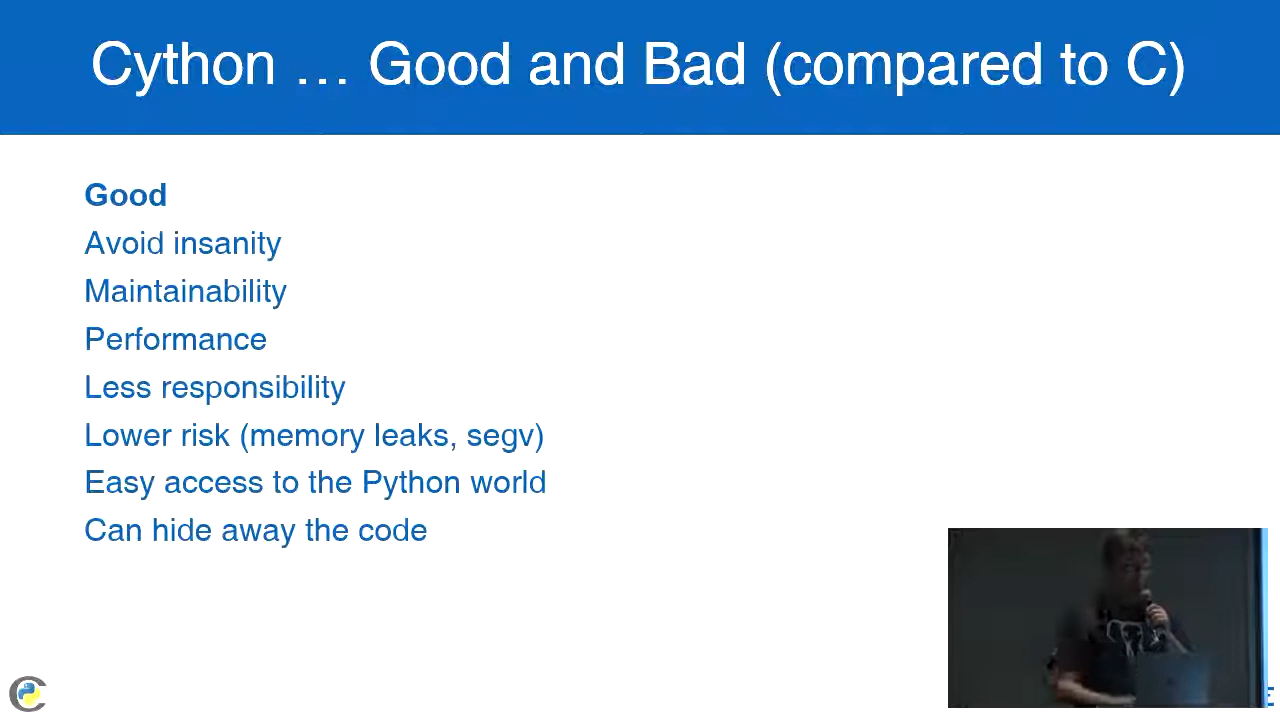 Cython … Good and Bad (compared to C)
Good
Avoid insanity
Maintainability
Performance
Less responsibility
Lower risk (memory leaks, segv)
Easy access to the Python world
Can hide away the code